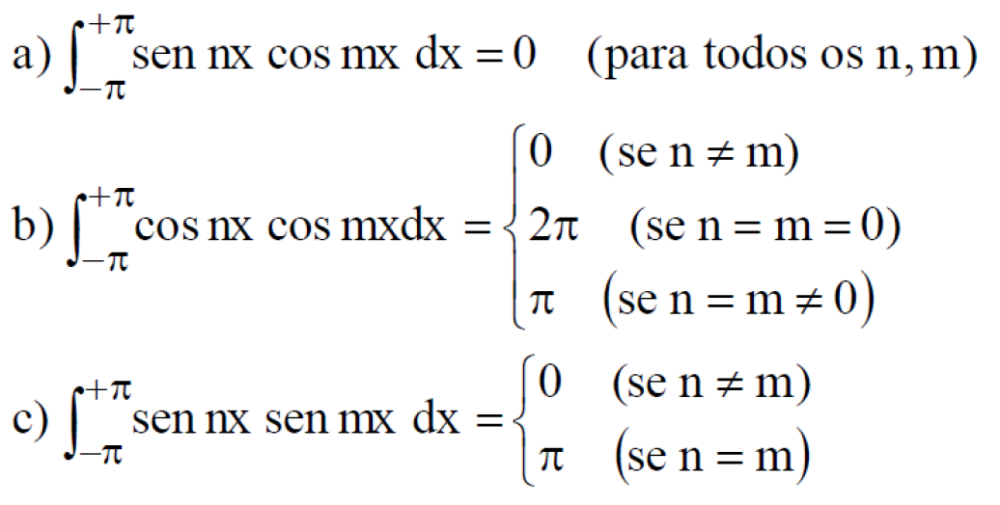 a) ∫_{−π}^{+π} sen nx cos mx dx = 0 (para todos os n, m)
b) ∫_{−π}^{+π} cos nx cos mxdx = { 0 (se n ≠ m)
2π (se n = m = 0)
π (se n = m ≠ 0)
c) ∫_{−π}^{+π} sen nx sen mx dx = { 0 (se n ≠ m)
π (se n = m)